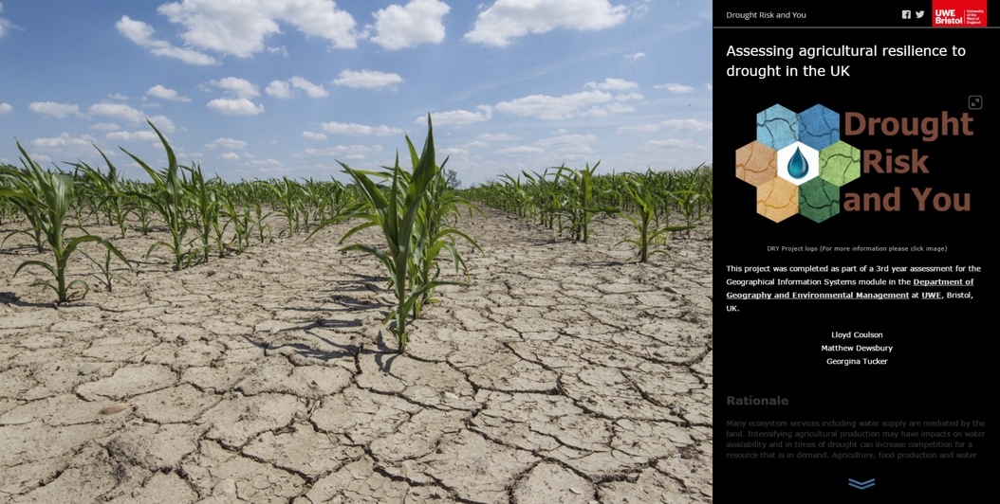 Drought Risk and You
UWE
Bristol
University
of the
West of
England
Assessing agricultural resilience to
drought in the UK
Drought
Risk
and You
DRY Project logo (For more information please click image)
This project was completed as part of a 3rd year assessment for the
Geographical Information Systems module in the Department of
Geography and Environmental Management at UWE, Bristol,
UK.
Lloyd Coulson
Matthew Dewsbury
Georgina Tucker
Rationale
Many ecosystem services including water supply are mediated by the
land. Intensifying agricultural production may have impacts on water
availability and in times of drought can increase competition for a
resource that is in demand. Agriculture, food production and water